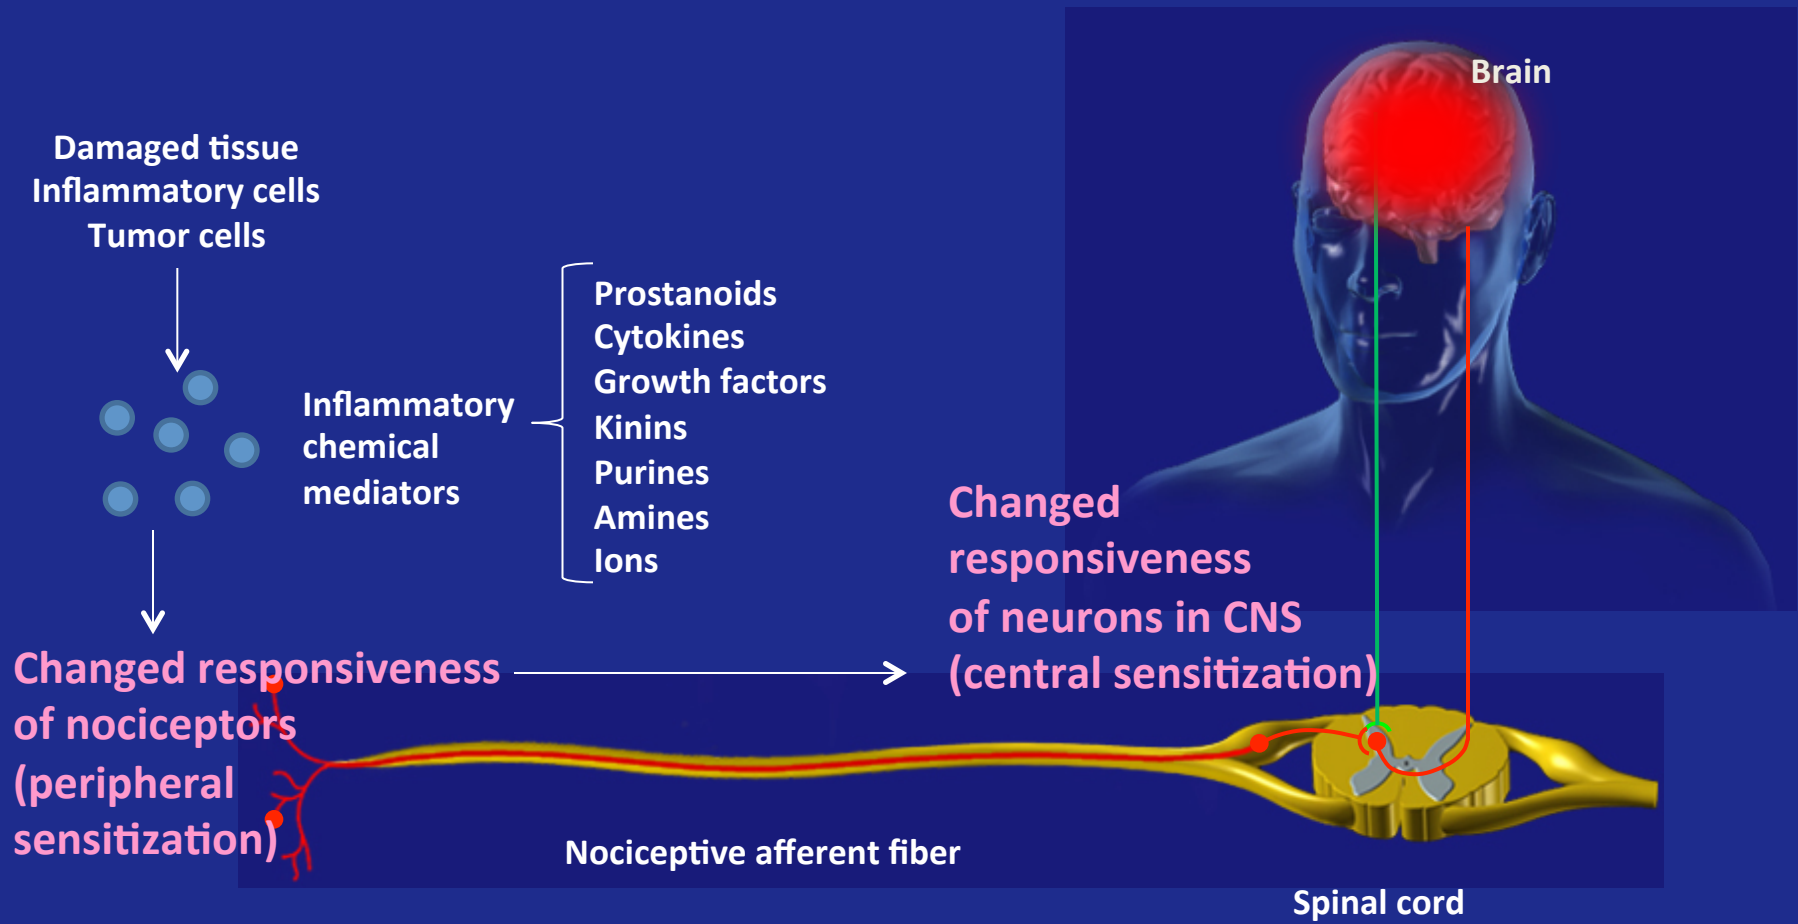 Brain
Damaged tissue
Inflammatory cells
Tumor cells
Inflammatory
chemical
mediators
Prostanoids
Cytokines
Growth factors
Kinins
Purines
Amines
Ions
Changed
responsiveness
of neurons in CNS
(central sensitization)
Changed responsiveness
of nociceptors
(peripheral
sensitization)
Nociceptive afferent fiber
Spinal cord